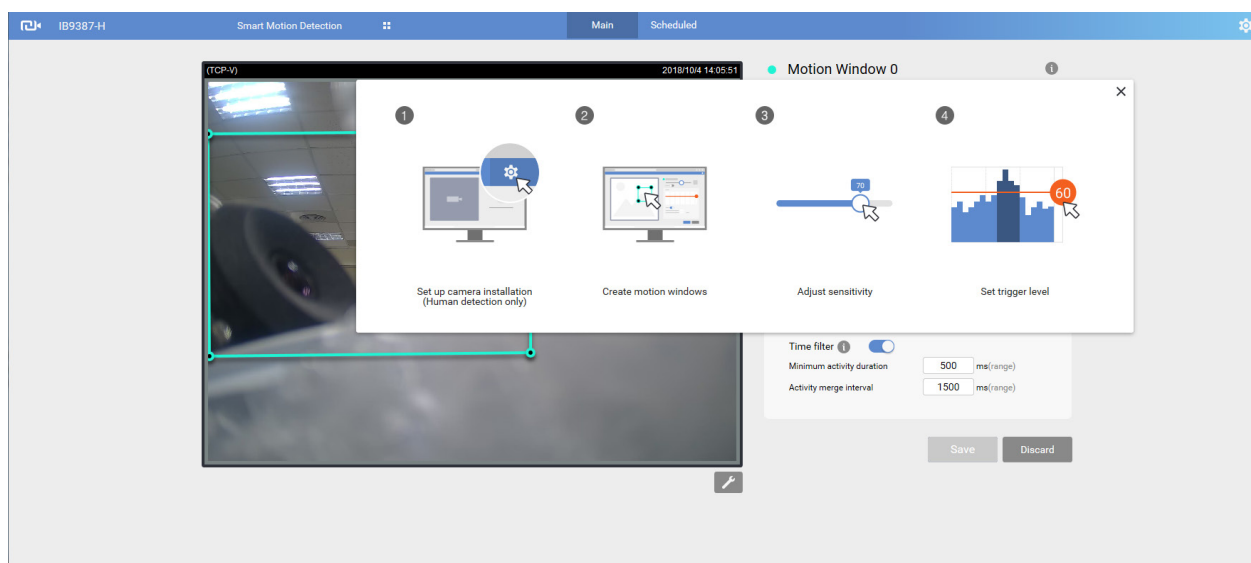 IB9387-H Smart Motion Detection Main Scheduled
(TCP-V) 2018/10/4 14:05:51
Motion Window 0
1 2 3 4
70
60
Set up camera installation
(Human detection only)
Create motion windows
Adjust sensitivity
Set trigger level
Time filter
Minimum activity duration 500 ms(range)
Activity merge interval 1500 ms(range)
Save Discard